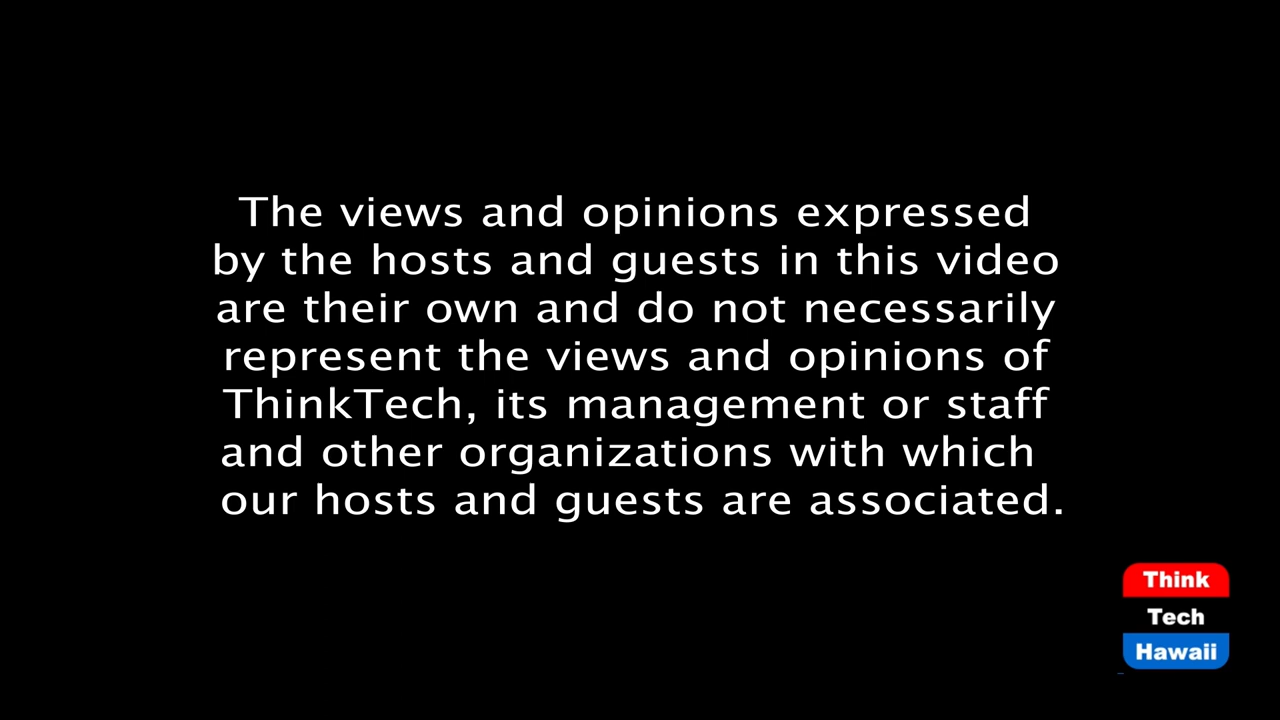 The views and opinions expressed
by the hosts and guests in this video
are their own and do not necessarily
represent the views and opinions of
ThinkTech, its management or staff
and other organizations with which
our hosts and guests are associated.
Think
Tech
Hawaii